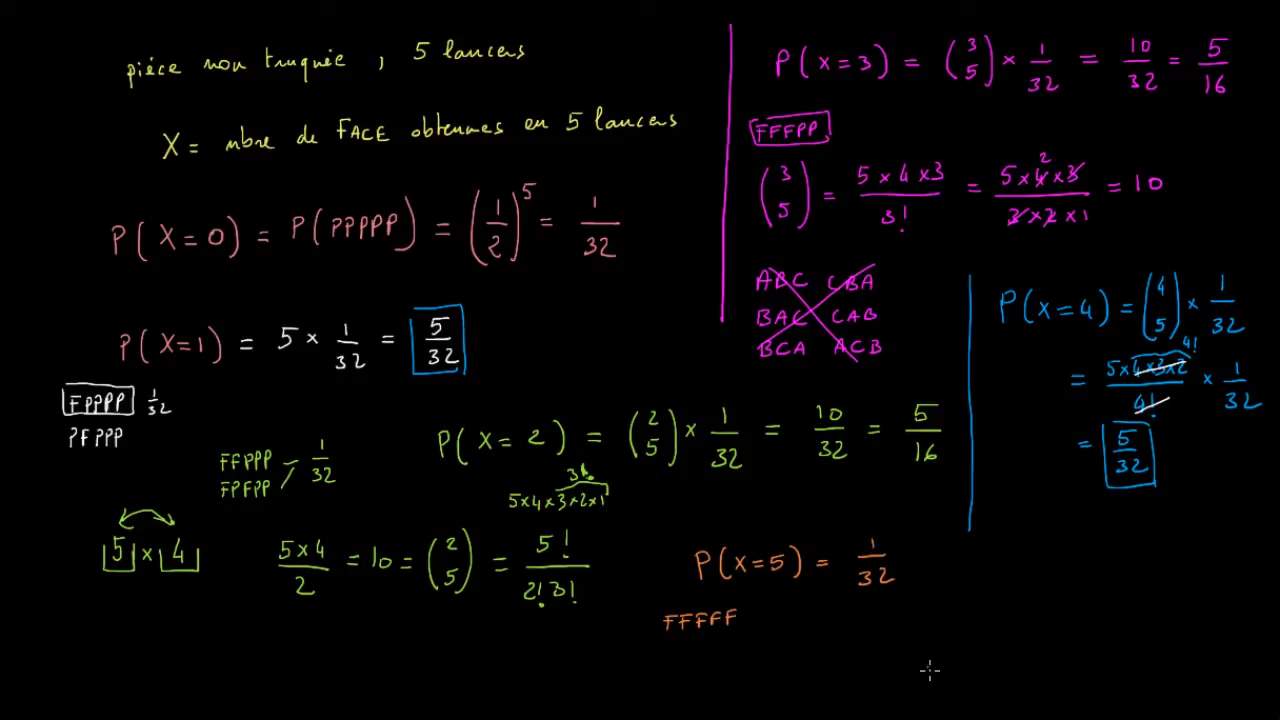 piéce non truquée, 5 lancers
X = nbre de FACE obtenues en 5 lancers
P(X=0) = P(PPPPP) = (1/2)^5 = 1/32
P(X=1) = 5 × 1/32 = 5/32
FPPPP 1/32
PFPPP
P(X=2) = (2 5) × 1/32 = 10/32 = 5/16
FFPPP
FPFPP
1/32
3!
5×4×3×2×1
5 × 4
5×4/2 = 10 = (2 5) = 5!/2!3!
P(X=3) = (3 5) × 1/32 = 10/32 = 5/16
FFFPP
(3 5) = 5×4×3/3! = 5×4×3/3×2×1 = 10
2
ABC CBA
BAC CAB
BCA ACB
P(X=4) = (4 5) × 1/32
4!
= 5×4×3×2/4! × 1/32
= 5/32
P(X=5) = 1/32
FFFFF